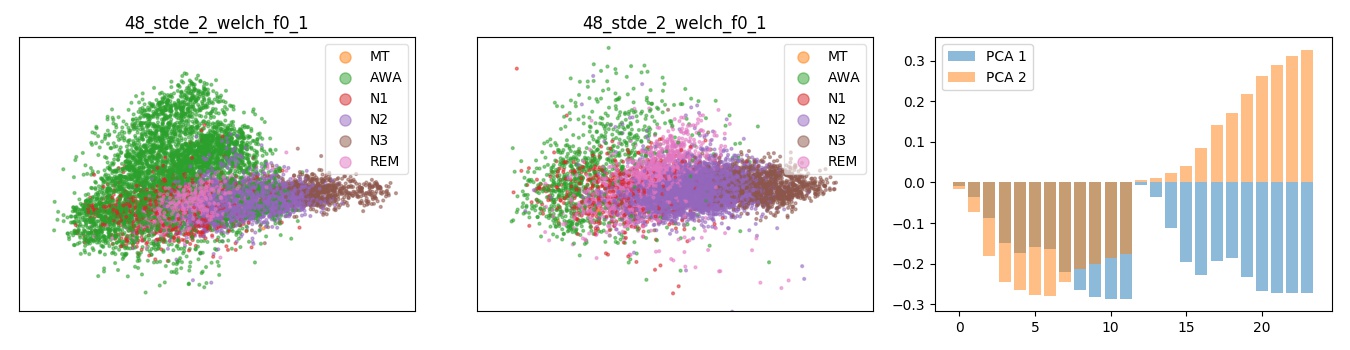 48_stde_2_welch_f0_1
MT
AWA
N1
N2
N3
REM
48_stde_2_welch_f0_1
MT
AWA
N1
N2
N3
REM
PCA 1
PCA 2
0.3
0.2
0.1
0.0
−0.1
−0.2
−0.3
0 5 10 15 20